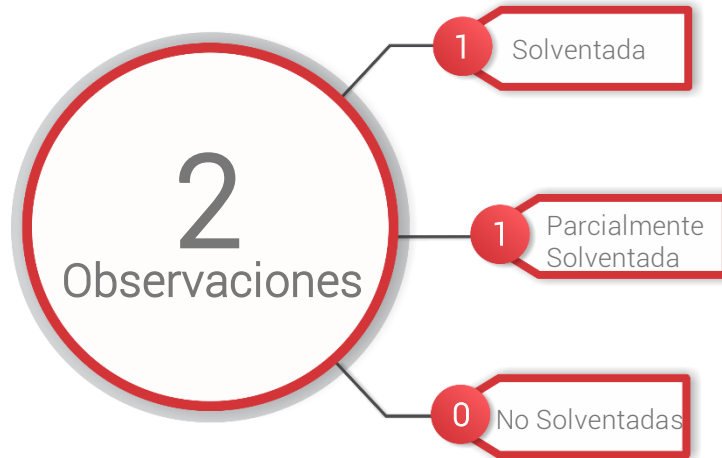 2
Observaciones
1
Solventada
1
Parcialmente
Solventada
0
No Solventadas